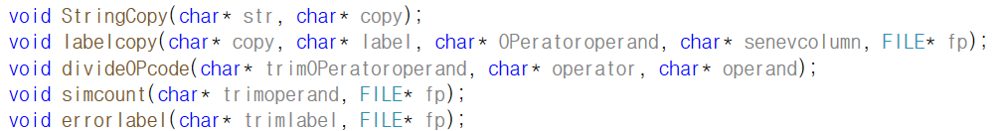 void StringCopy(char* str, char* copy);
void labelcopy(char* copy, char* label, char* OPeratoroperand, char* senevcolumn, FILE* fp);
void divideOPcode(char* trimOPeratoroperand, char* operator, char* operand);
void simcount(char* trimoperand, FILE* fp);
void errorlabel(char* trimlabel, FILE* fp);